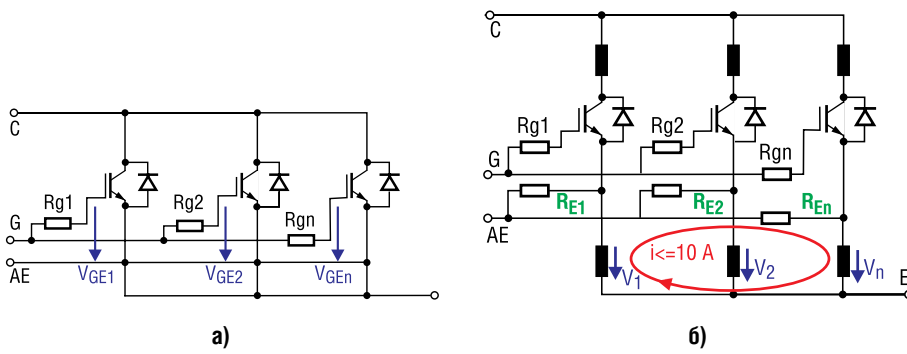 C
Rg1
Rg2
Rgn
G
AE
VGE1
VGE2
VGEn
а)
C
Rg1
Rg2
Rgn
G
RE1
RE2
REn
AE
i<=10 A
V1
V2
Vn
E
б)